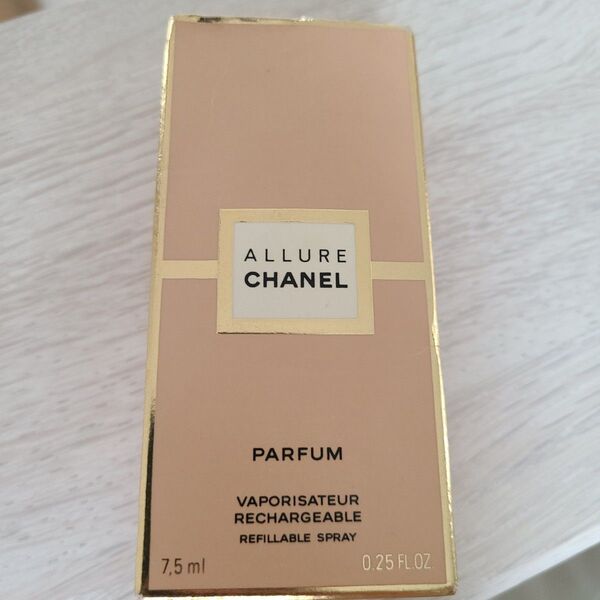 ALLURE
CHANEL
PARFUM
VAPORISATEUR
RECHARGEABLE
REFILLABLE SPRAY
7,5 ml
0.25 FL.OZ.